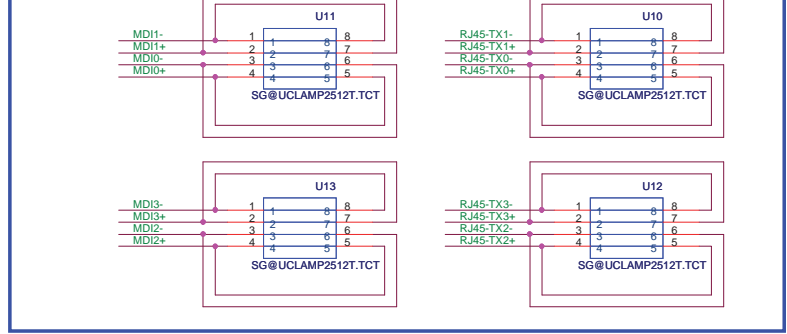 U11
MDI1- 1 1 8 8
MDI1+ 2 2 7 7
MDI0- 3 3 6 6
MDI0+ 4 4 5 5
SG@UCLAMP2512T.TCT
U10
RJ45-TX1- 1 1 8 8
RJ45-TX1+ 2 2 7 7
RJ45-TX0- 3 3 6 6
RJ45-TX0+ 4 4 5 5
SG@UCLAMP2512T.TCT
U13
MDI3- 1 1 8 8
MDI3+ 2 2 7 7
MDI2- 3 3 6 6
MDI2+ 4 4 5 5
SG@UCLAMP2512T.TCT
U12
RJ45-TX3- 1 1 8 8
RJ45-TX3+ 2 2 7 7
RJ45-TX2- 3 3 6 6
RJ45-TX2+ 4 4 5 5
SG@UCLAMP2512T.TCT